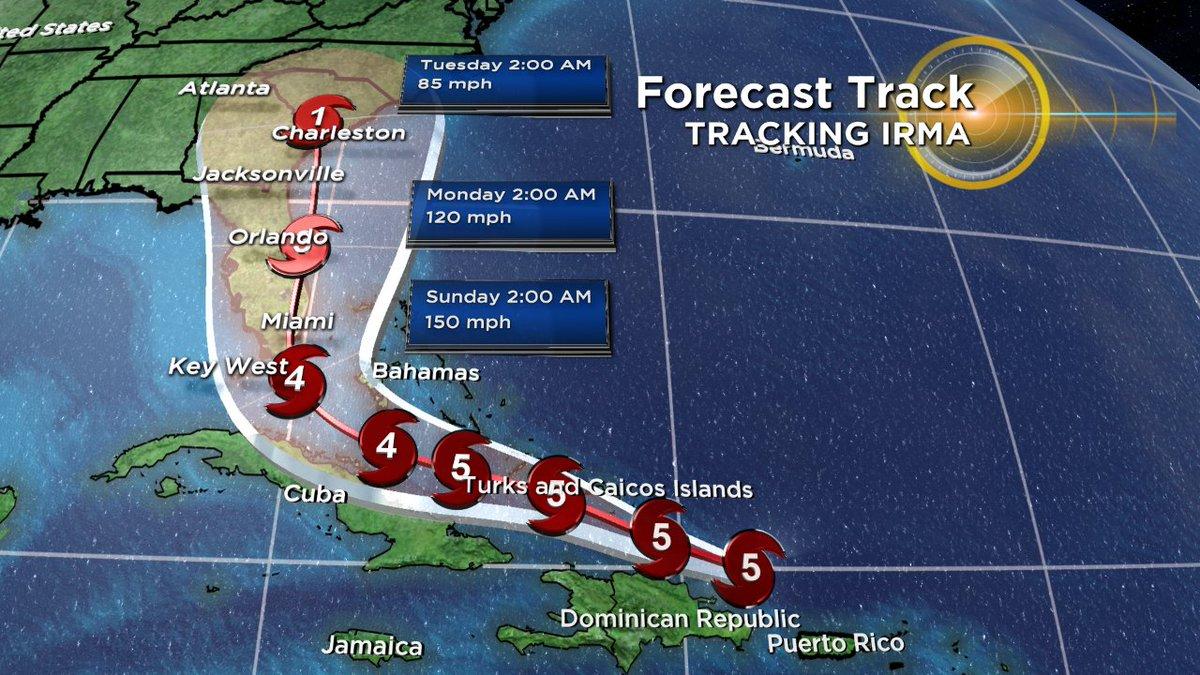 ted States
Tuesday 2:00 AM
85 mph
Forecast Track
TRACKING IRMA
Bermuda
Atlanta
1
Charleston
Jacksonville
Monday 2:00 AM
120 mph
Orlando
Sunday 2:00 AM
150 mph
Miami
Key West
4
Bahamas
4
5
Turks and Caicos Islands
5
Cuba
5
5
Dominican Republic
Puerto Rico
Jamaica